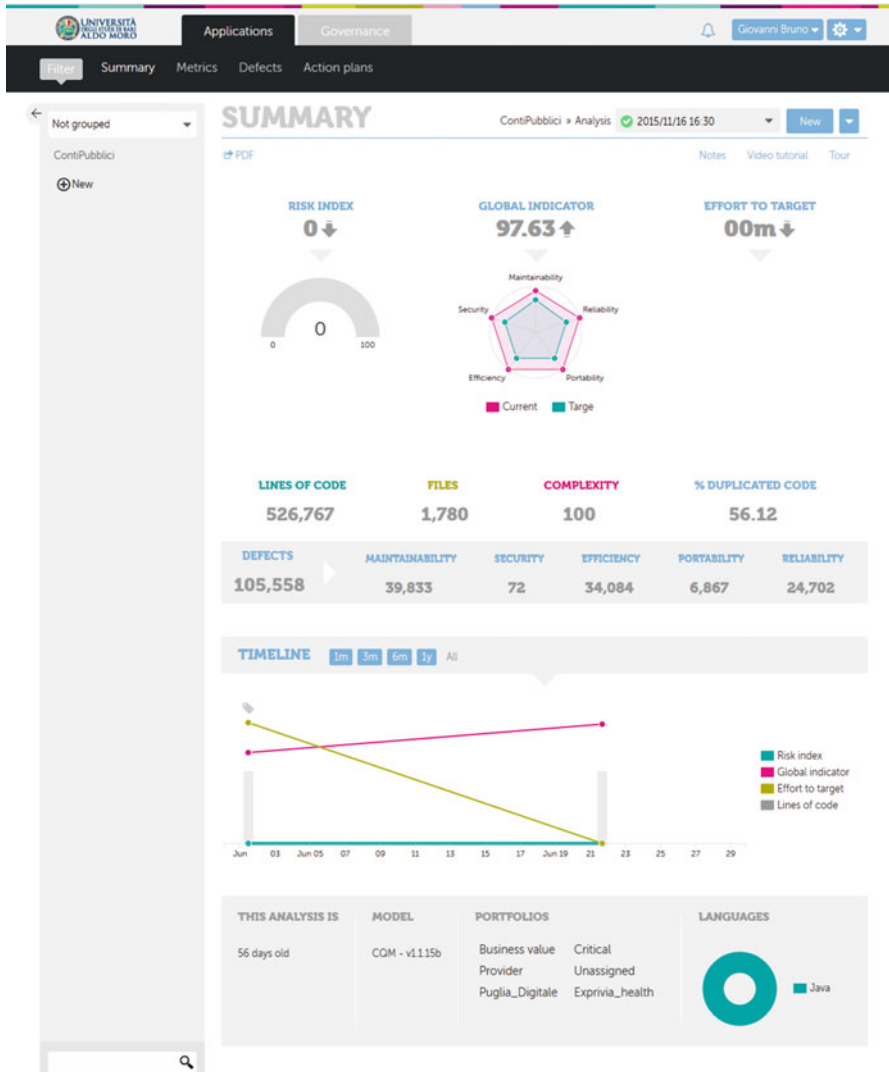 UNIVERSITÀ
DEGLI STUDI DI BARI
ALDO MORO
Applications
Governance
Giovanni Bruno
Filter
Summary
Metrics
Defects
Action plans
Not grouped
ContiPubblici
New
SUMMARY
ContiPubblici » Analysis
2015/11/16 16:30
New
PDF
Notes
Video tutorial
Tour
RISK INDEX
0
GLOBAL INDICATOR
97.63
EFFORT TO TARGET
00m
0
0
100
Maintainability
Security
Reliability
Efficiency
Portability
Current
Targe
LINES OF CODE
526,767
FILES
1,780
COMPLEXITY
100
% DUPLICATED CODE
56.12
DEFECTS
105,558
MAINTAINABILITY
39,833
SECURITY
72
EFFICIENCY
34,084
PORTABILITY
6,867
RELIABILITY
24,702
TIMELINE
1m
3m
6m
1y
All
Risk index
Global indicator
Effort to target
Lines of code
Jun
03
Jun 05
07
09
11
13
15
17
Jun 19
21
23
25
27
29
THIS ANALYSIS IS
56 days old
MODEL
CQM - v1.1.15b
PORTFOLIOS
Business value Critical
Provider Unassigned
Puglia_Digitale Exprivia_health
LANGUAGES
Java